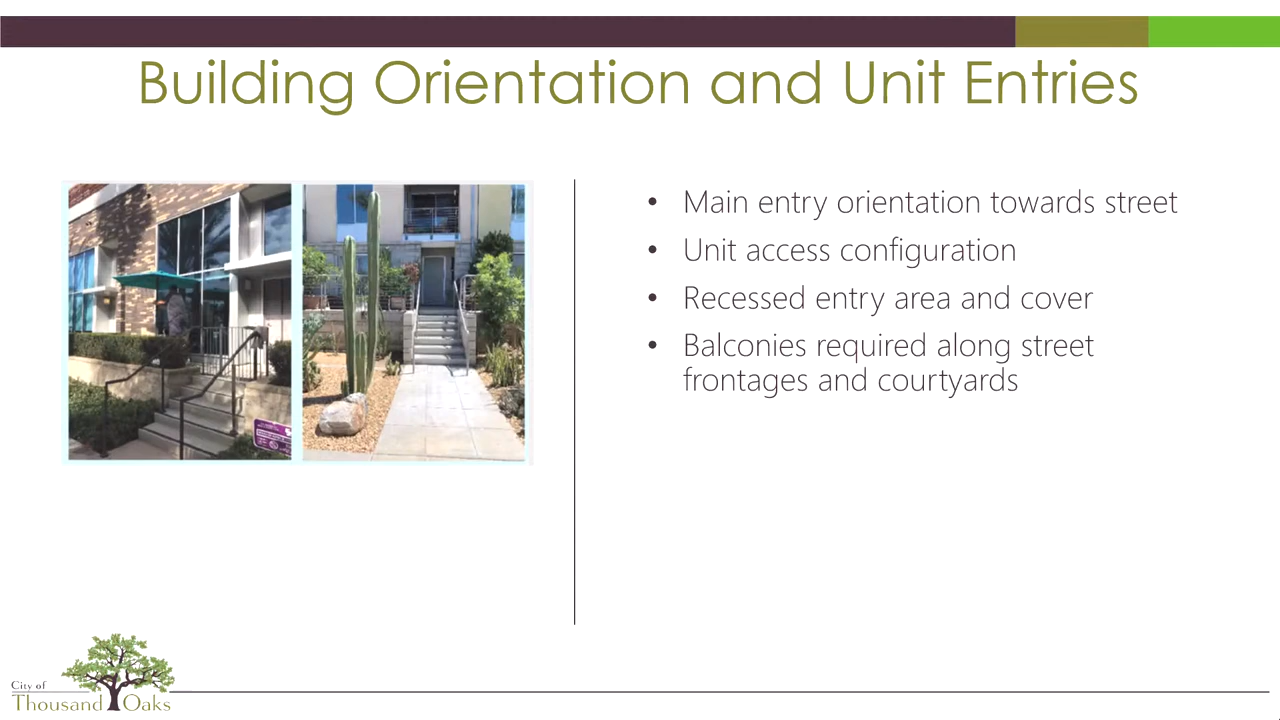 Building Orientation and Unit Entries
• Main entry orientation towards street
• Unit access configuration
• Recessed entry area and cover
• Balconies required along street
frontages and courtyards
City of
Thousand Oaks